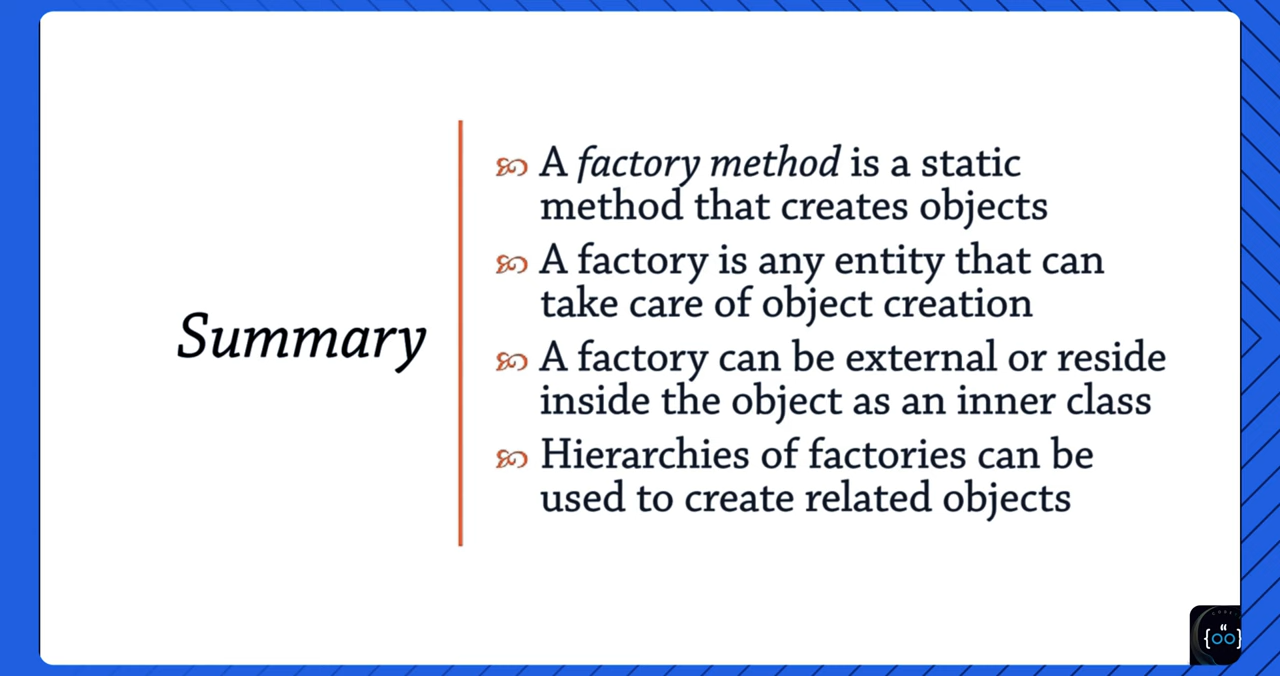 Summary
A factory method is a static
method that creates objects
A factory is any entity that can
take care of object creation
A factory can be external or reside
inside the object as an inner class
Hierarchies of factories can be
used to create related objects